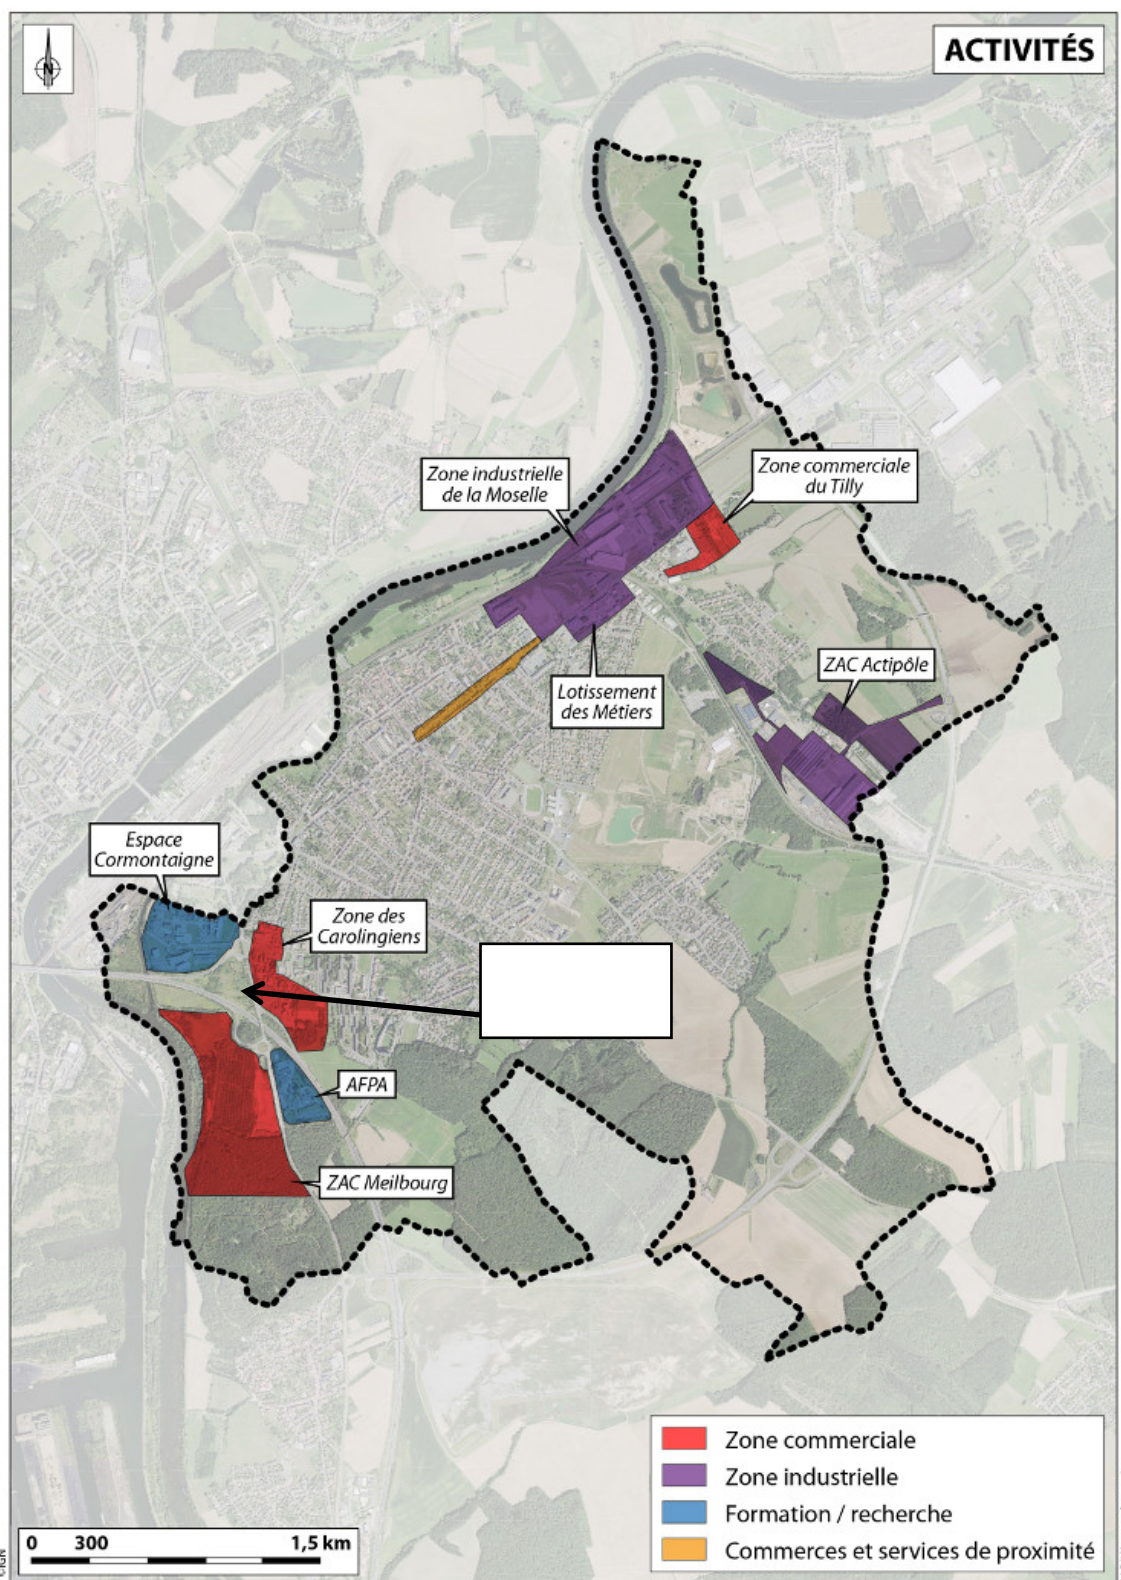 N
ACTIVITÉS
Zone industrielle
de la Moselle
Zone commerciale
du Tilly
ZAC Actipôle
Lotissement
des Métiers
Espace
Cormontaigne
Zone des
Carolingiens
AFPA
ZAC Meilbourg
Zone commerciale
Zone industrielle
Formation / recherche
Commerces et services de proximité
0 300 1,5 km